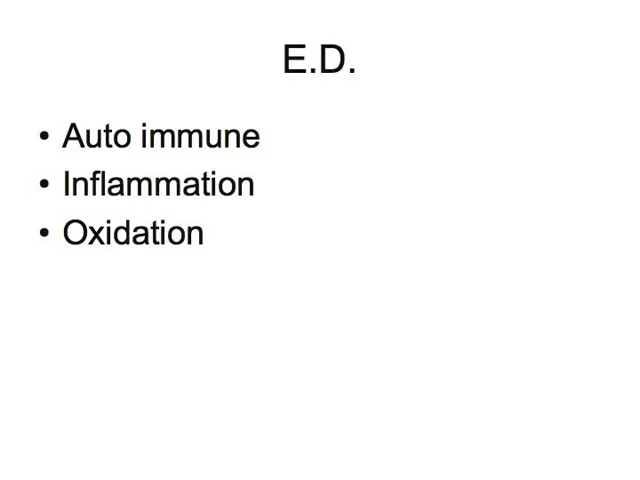 E.D.
• Auto immune
• Inflammation
• Oxidation